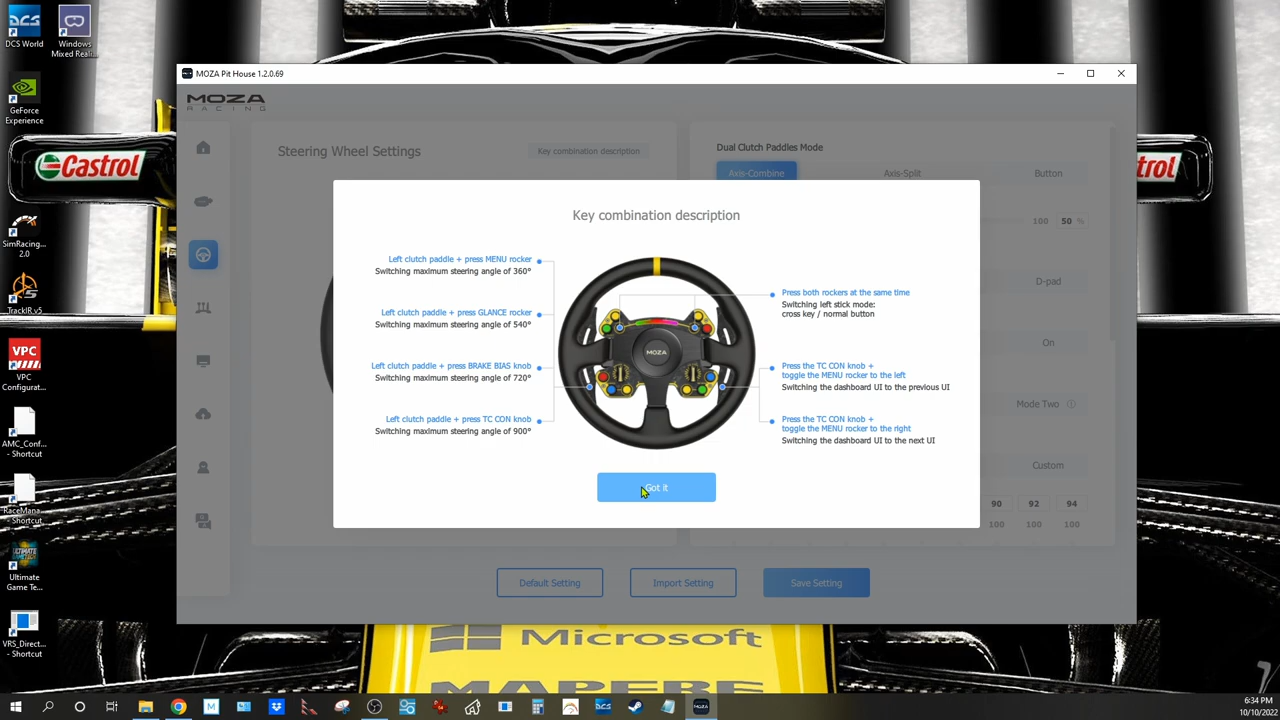 DCS World
Windows
Mixed Reali...
GeForce
Experience
SimRacing...
2.0
TrackIR v5
VPC
VPC
Configurat...
AMC_Conf...
- Shortcut
RaceMana...
- Shortcut
Ultimate
Game Te...
VRS_Direct...
- Shortcut
Castrol
MOZA Pit House 1.2.0.69
MOZA
RACING
Steering Wheel Settings
Key combination description
Dual Clutch Paddles Mode
Axis-Combine
Axis-Split
Button
100
50 %
D-pad
On
Mode Two
Custom
90
92
94
100
100
100
Key combination description
Left clutch paddle + press MENU rocker
Switching maximum steering angle of 360°
Left clutch paddle + press GLANCE rocker
Switching maximum steering angle of 540°
Left clutch paddle + press BRAKE BIAS knob
Switching maximum steering angle of 720°
Left clutch paddle + press TC CON knob
Switching maximum steering angle of 900°
MOZA
Press both rockers at the same time
Switching left stick mode:
cross key / normal button
Press the TC CON knob +
toggle the MENU rocker to the left
Switching the dashboard UI to the previous UI
Press the TC CON knob +
toggle the MENU rocker to the right
Switching the dashboard UI to the next UI
Got it
Default Setting
Import Setting
Save Setting
Microsoft
6:34 PM
10/10/2022